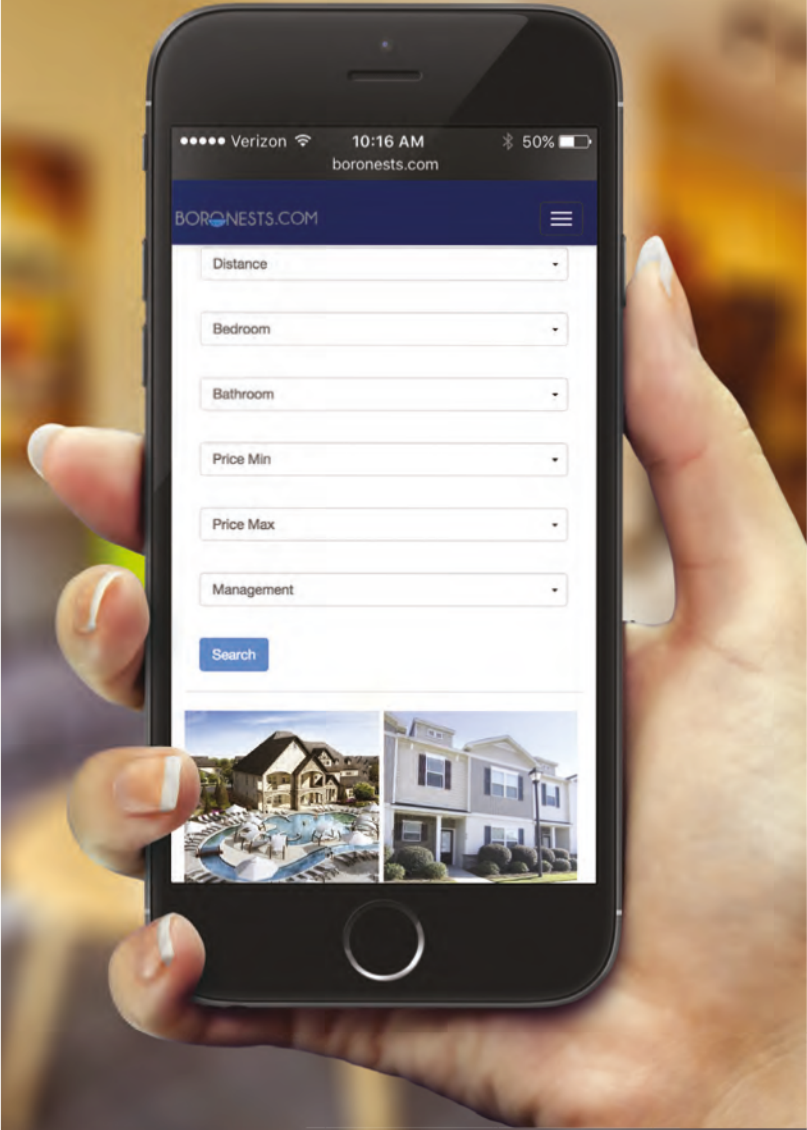 ●●●●● Verizon 10:16 AM 50%
boronests.com
BORONESTS.COM
Distance
Bedroom
Bathroom
Price Min
Price Max
Management
Search